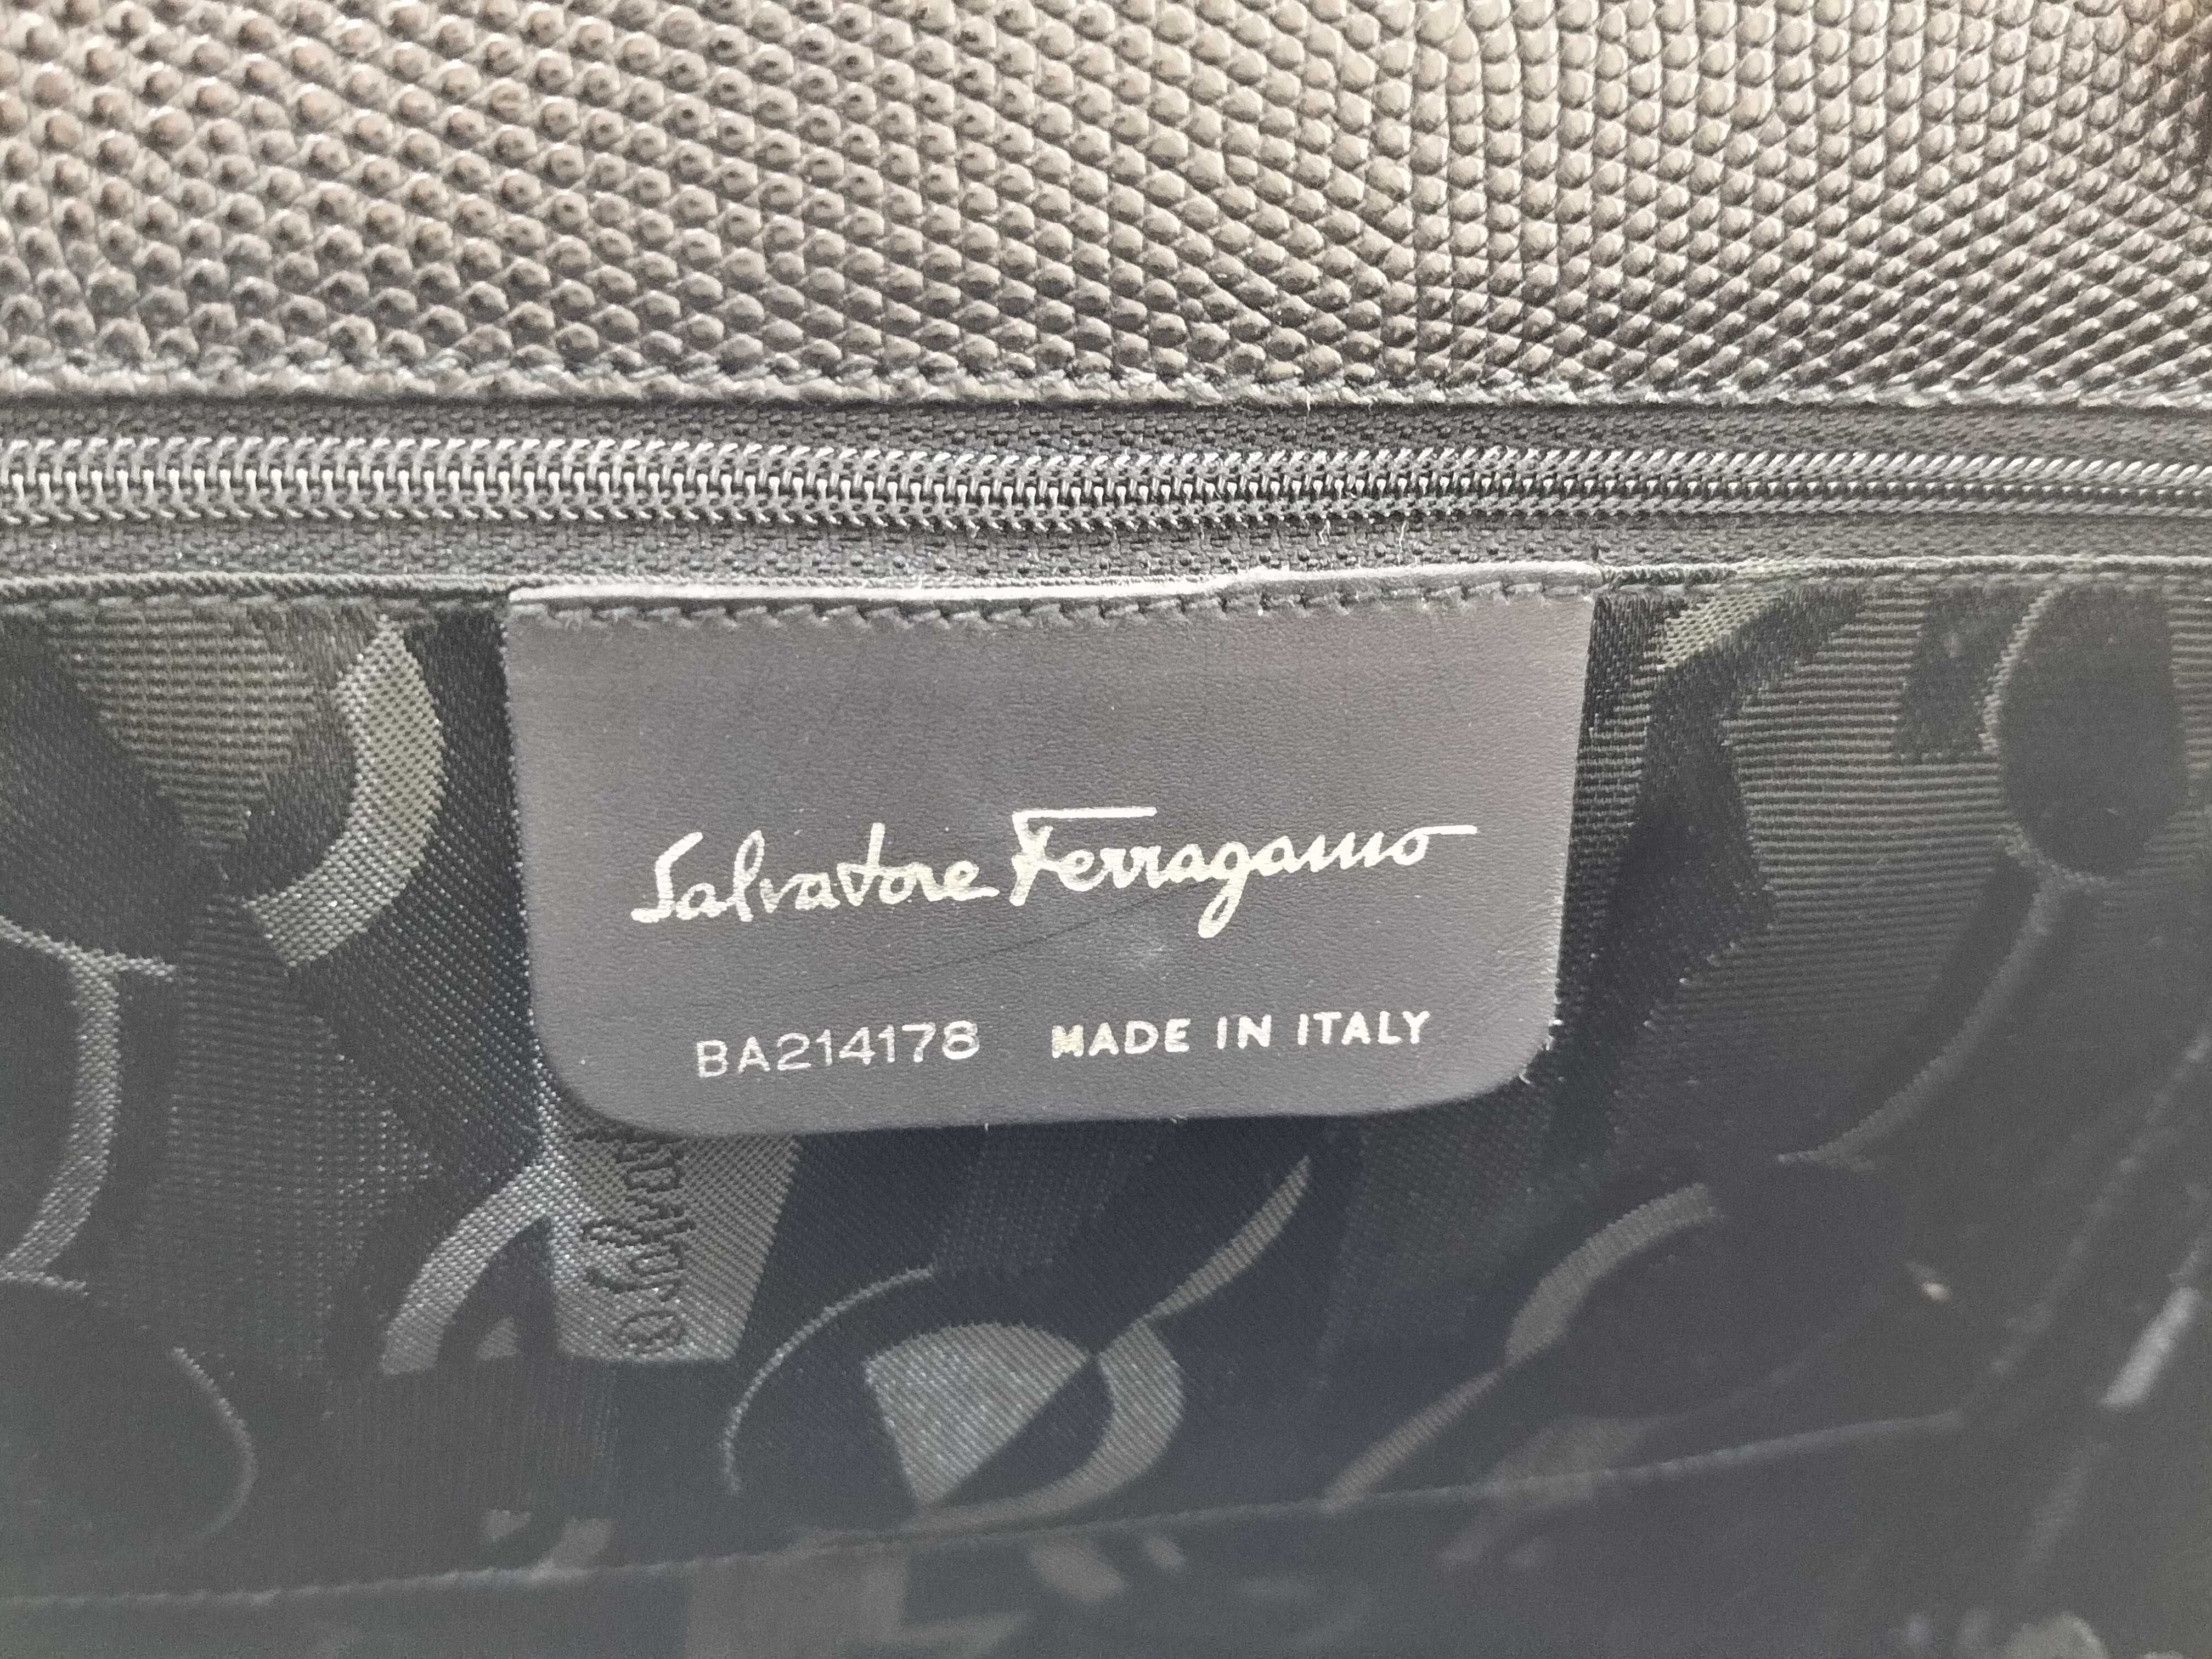 Salvatore Ferragamo
BA214178 MADE IN ITALY